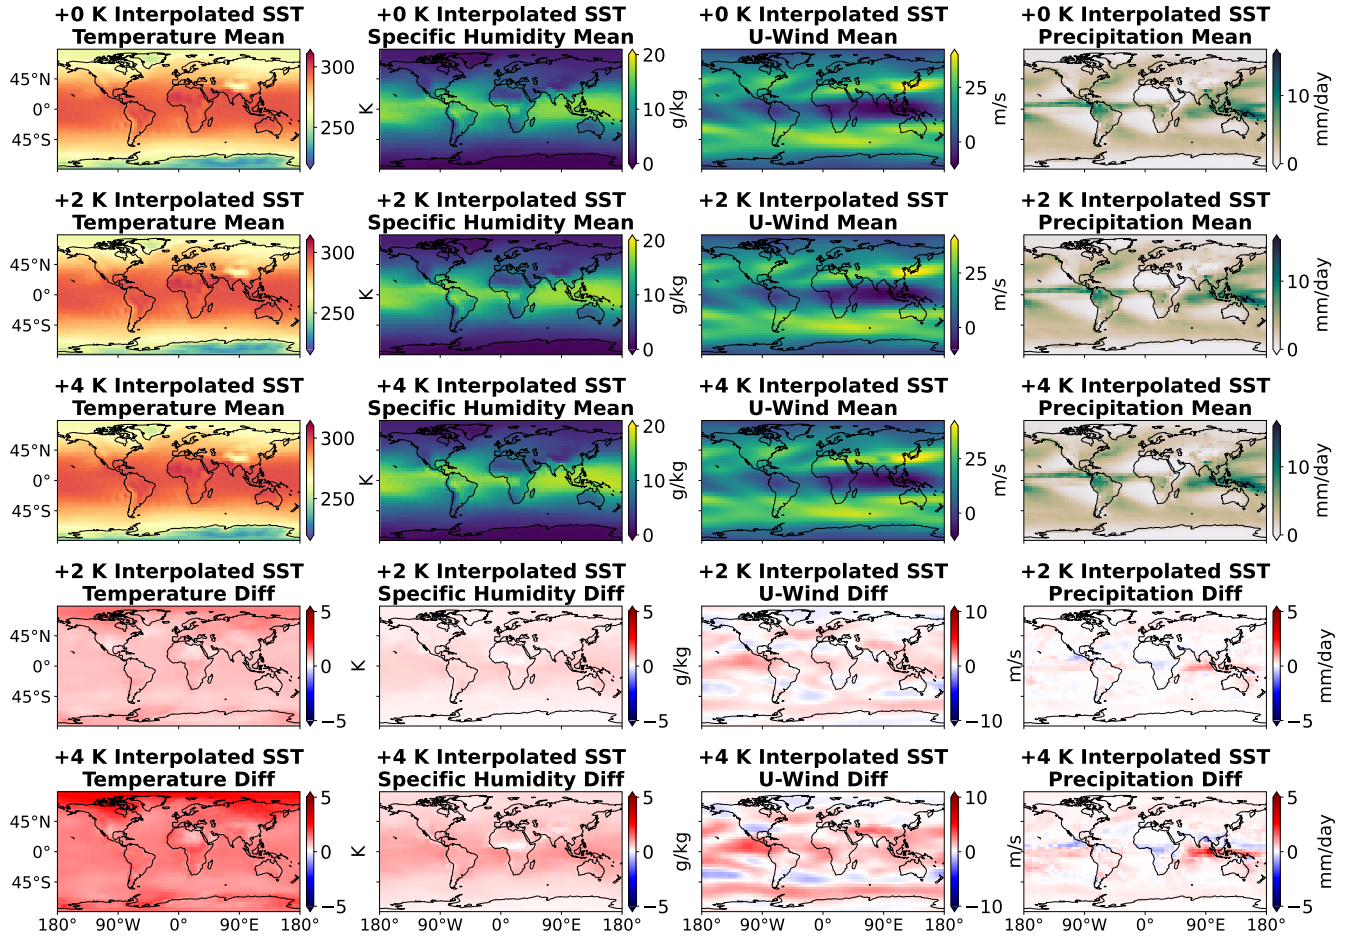 +0 K Interpolated SST
Temperature Mean
+0 K Interpolated SST
Specific Humidity Mean
+0 K Interpolated SST
U-Wind Mean
+0 K Interpolated SST
Precipitation Mean
45°N
0°
45°S
300
250
K
20
10
0
g/kg
25
0
m/s
10
0
mm/day
+2 K Interpolated SST
Temperature Mean
+2 K Interpolated SST
Specific Humidity Mean
+2 K Interpolated SST
U-Wind Mean
+2 K Interpolated SST
Precipitation Mean
45°N
0°
45°S
300
250
K
20
10
0
g/kg
25
0
m/s
10
0
mm/day
+4 K Interpolated SST
Temperature Mean
+4 K Interpolated SST
Specific Humidity Mean
+4 K Interpolated SST
U-Wind Mean
+4 K Interpolated SST
Precipitation Mean
45°N
0°
45°S
300
250
K
20
10
0
g/kg
25
0
m/s
10
0
mm/day
+2 K Interpolated SST
Temperature Diff
+2 K Interpolated SST
Specific Humidity Diff
+2 K Interpolated SST
U-Wind Diff
+2 K Interpolated SST
Precipitation Diff
45°N
0°
45°S
5
0
−5
K
5
0
−5
g/kg
10
0
−10
m/s
5
0
−5
mm/day
+4 K Interpolated SST
Temperature Diff
+4 K Interpolated SST
Specific Humidity Diff
+4 K Interpolated SST
U-Wind Diff
+4 K Interpolated SST
Precipitation Diff
45°N
0°
45°S
5
0
−5
K
5
0
−5
g/kg
10
0
−10
m/s
5
0
−5
mm/day
180° 90°W 0° 90°E 180°
180° 90°W 0° 90°E 180°
180° 90°W 0° 90°E 180°
180° 90°W 0° 90°E 180°